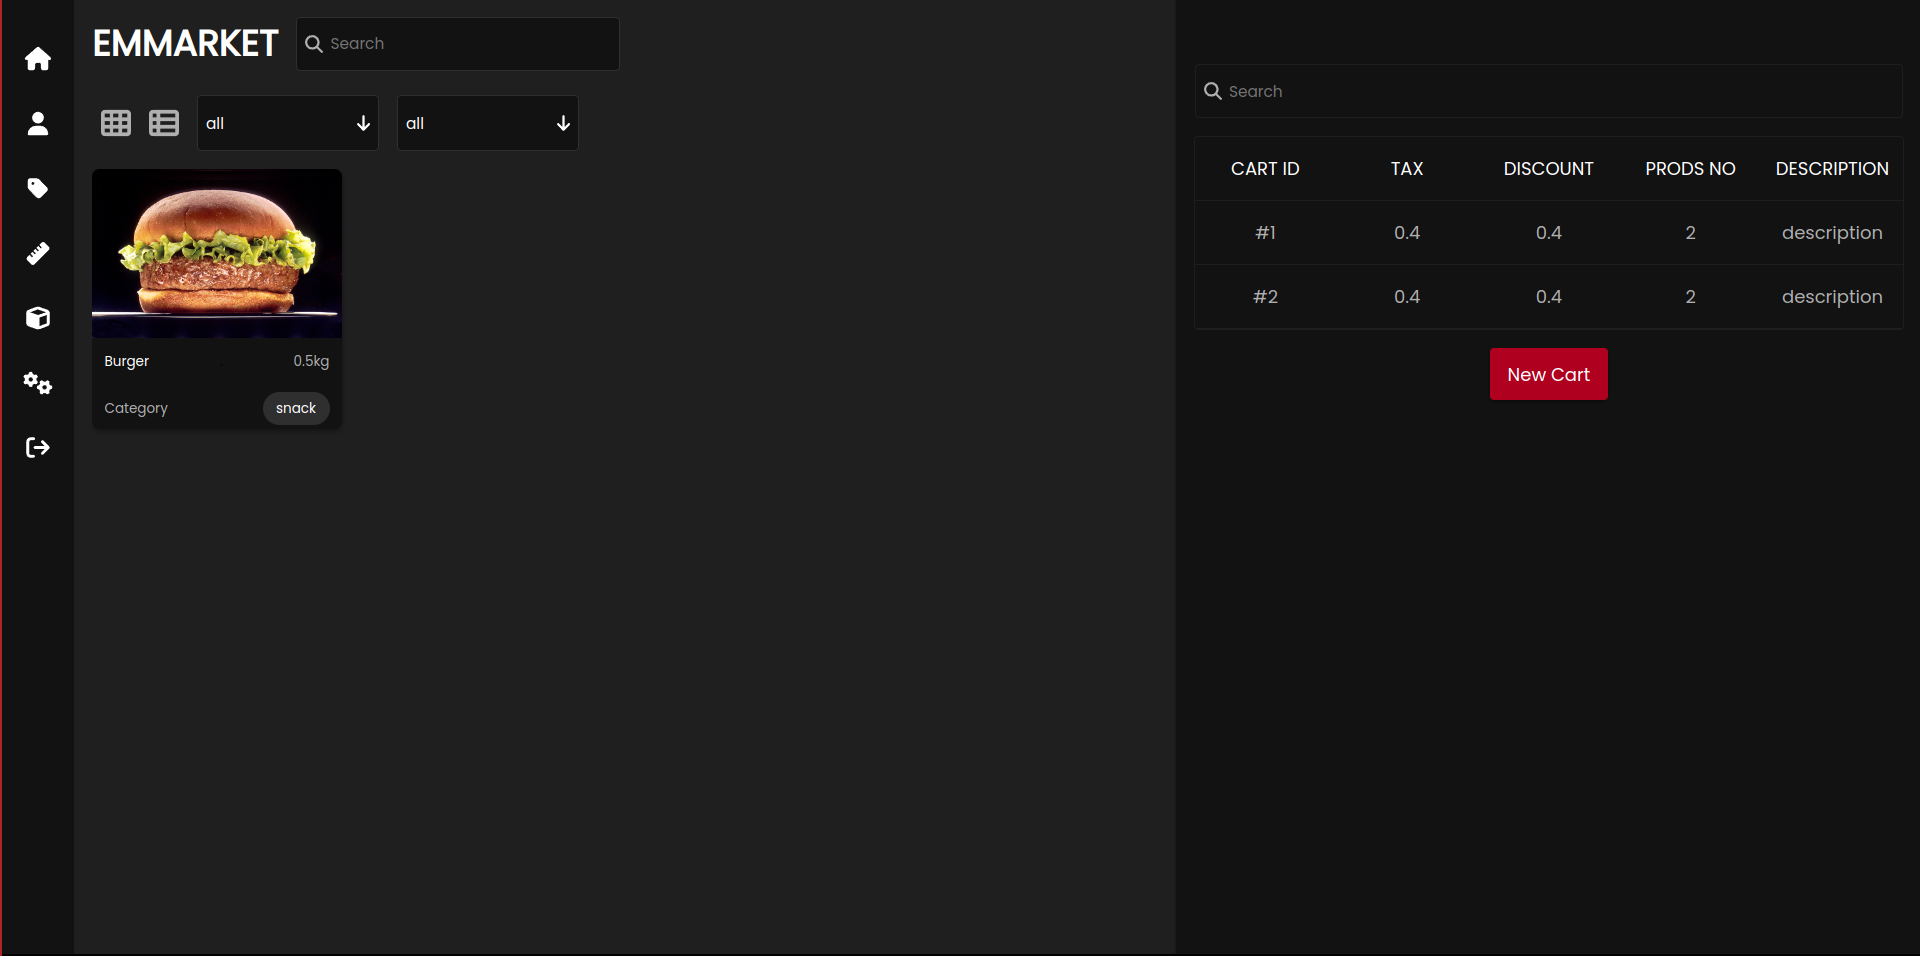 EMMARKET
Search
all
all
Burger
0.5kg
Category
snack
Search
CART ID TAX DISCOUNT PRODS NO DESCRIPTION
#1 0.4 0.4 2 description
#2 0.4 0.4 2 description
New Cart